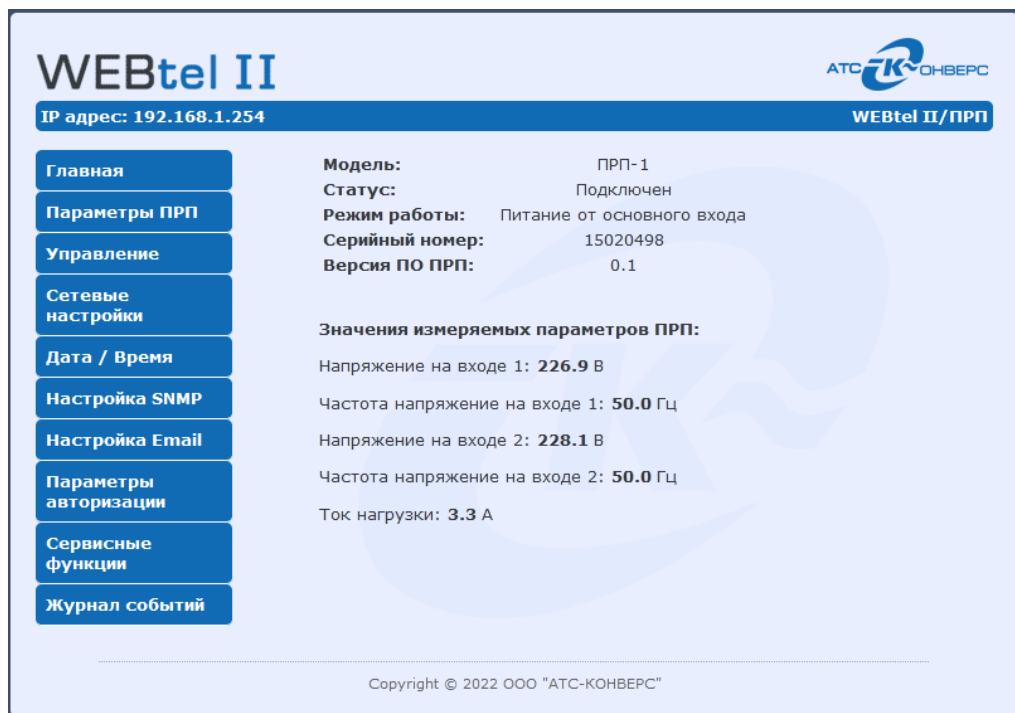 WEBtel II
АТС КОНВЕРС
IP адрес: 192.168.1.254 WEBtel II/ПРП
Главная
Параметры ПРП
Управление
Сетевые
настройки
Дата / Время
Настройка SNMP
Настройка Email
Параметры
авторизации
Сервисные
функции
Журнал событий
Модель: ПРП-1
Статус: Подключен
Режим работы: Питание от основного входа
Серийный номер: 15020498
Версия ПО ПРП: 0.1
Значения измеряемых параметров ПРП:
Напряжение на входе 1: 226.9 В
Частота напряжение на входе 1: 50.0 Гц
Напряжение на входе 2: 228.1 В
Частота напряжение на входе 2: 50.0 Гц
Ток нагрузки: 3.3 А
Copyright © 2022 ООО "АТС-КОНВЕРС"